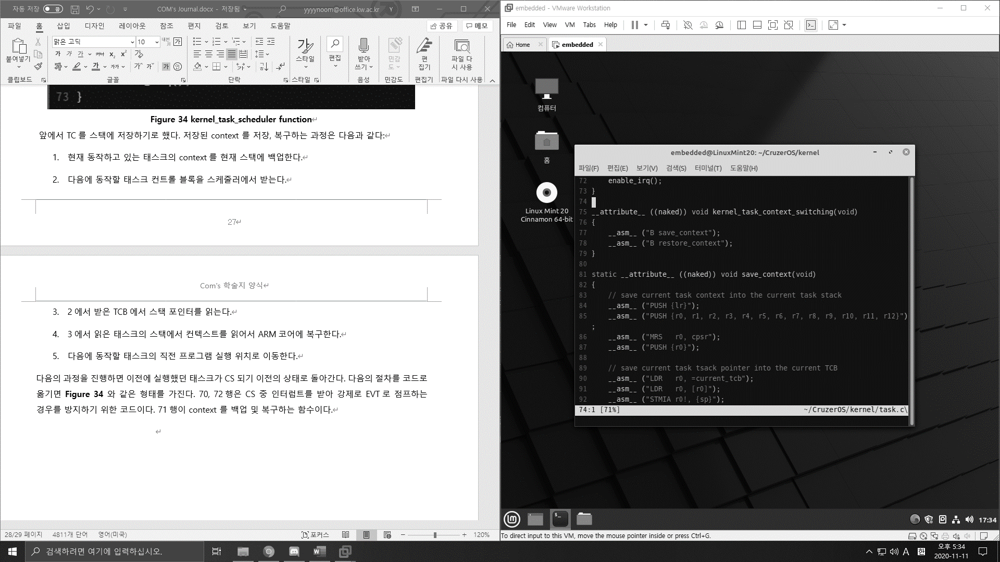 자동 저장 끔
COM's Journal.docx - 저장됨
yyyynoom@office.kw.ac.kr Y
파일 홈 삽입 디자인 레이아웃 참조 편지 검토 보기 도움말 공유 메모
붙여넣기
클립보드
맑은 고딕 10
글꼴
단락
스타일
스타일
편집
받아
쓰기
음성
민감
도
민감도
편
집기
편집기
파일 다
시 사용
파일 다시 사용
73 }
Figure 34 kernel_task_scheduler function
앞에서 TC 를 스택에 저장하기로 했다. 저장된 context 를 저장, 복구하는 과정은 다음과 같다:
1. 현재 동작하고 있는 태스크의 context 를 현재 스택에 백업한다.
2. 다음에 동작할 태스크 컨트롤 블록을 스케줄러에서 받는다.
27
Com's 학술지 양식
3. 2 에서 받은 TCB 에서 스택 포인터를 읽는다.
4. 3 에서 읽은 태스크의 스택에서 컨텍스트를 읽어서 ARM 코어에 복구한다.
5. 다음에 동작할 태스크의 직전 프로그램 실행 위치로 이동한다.
다음의 과정을 진행하면 이전에 실행했던 태스크가 CS 되기 이전의 상태로 돌아간다. 다음의 절차를 코드로
옮기면 Figure 34 와 같은 형태를 가진다. 70, 72 행은 CS 중 인터럽트를 받아 강제로 EVT 로 점프하는
경우를 방지하기 위한 코드이다. 71 행이 context 를 백업 및 복구하는 함수이다.
28/29 페이지 4811개 단어 영어(미국) 포커스 120%
검색하려면 여기에 입력하십시오.
embedded - VMware Workstation
File Edit View VM Tabs Help
Home
embedded
컴퓨터
홈
Linux Mint 20
Cinnamon 64-bit
embedded@LinuxMint20: ~/CruzerOS/kernel
파일(F) 편집(E) 보기(V) 검색(S) 터미널(T) 도움말(H)
72 enable_irq();
73 }
74
75 __attribute__ ((naked)) void kernel_task_context_switching(void)
76 {
77 __asm__ ("B save_context");
78 __asm__ ("B restore_context");
79 }
80
81 static __attribute__ ((naked)) void save_context(void)
82 {
83 // save current task context into the current task stack
84 __asm__ ("PUSH {lr}");
85 __asm__ ("PUSH {r0, r1, r2, r3, r4, r5, r6, r7, r8, r9, r10, r11, r12}")
;
86 __asm__ ("MRS r0, cpsr");
87 __asm__ ("PUSH {r0}");
88
89 // save current task tsack pointer into the current TCB
90 __asm__ ("LDR r0, =current_tcb");
91 __asm__ ("LDR r0, [r0]");
92 __asm__ ("STMIA r0!, {sp}");
74:1 [71%] ~/CruzerOS/kernel/task.c\
17:34
To direct input to this VM, move the mouse pointer inside or press Ctrl+G.
A 한
오후 5:34
2020-11-11